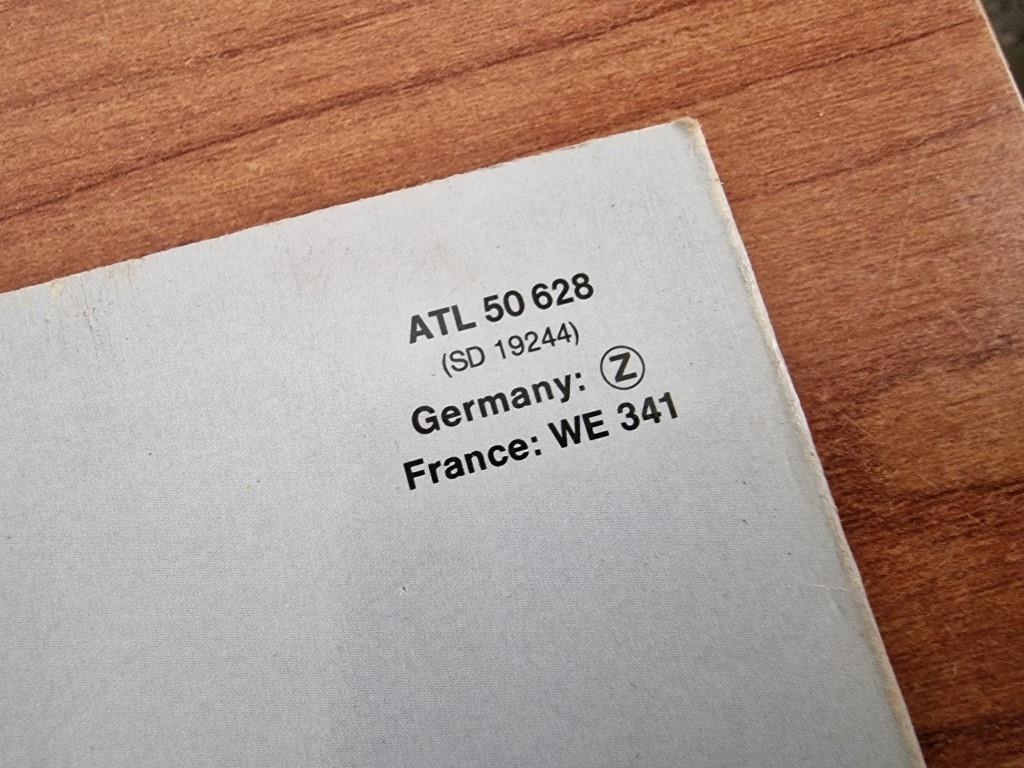 ATL 50 628
(SD 19244)
Germany: Ⓩ
France: WE 341